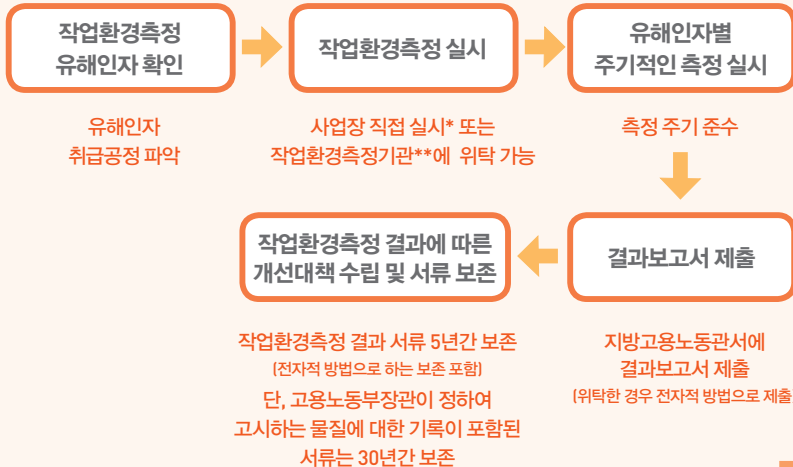 작업환경측정
유해인자 확인
작업환경측정 실시
유해인자별
주기적인 측정 실시
유해인자
취급공정 파악
사업장 직접 실시* 또는
작업환경측정기관**에 위탁 가능
측정 주기 준수
결과보고서 제출
지방고용노동관서에
결과보고서 제출
(위탁한 경우 전자적 방법으로 제출
작업환경측정 결과에 따른
개선대책 수립 및 서류 보존
작업환경측정 결과 서류 5년간 보존
(전자적 방법으로 하는 보존 포함)
단, 고용노동부장관이 정하여
고시하는 물질에 대한 기록이 포함된
서류는 30년간 보존